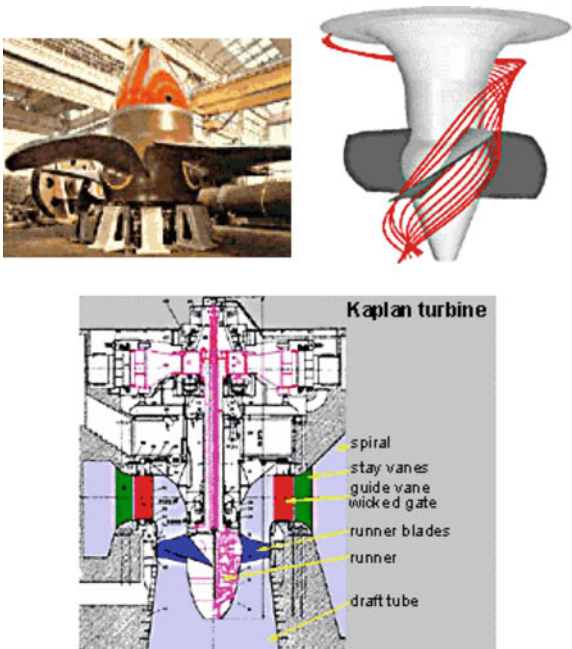 Kaplan turbine
spiral
stay vanes
guide vane
wicked gate
runner blades
runner
draft tube